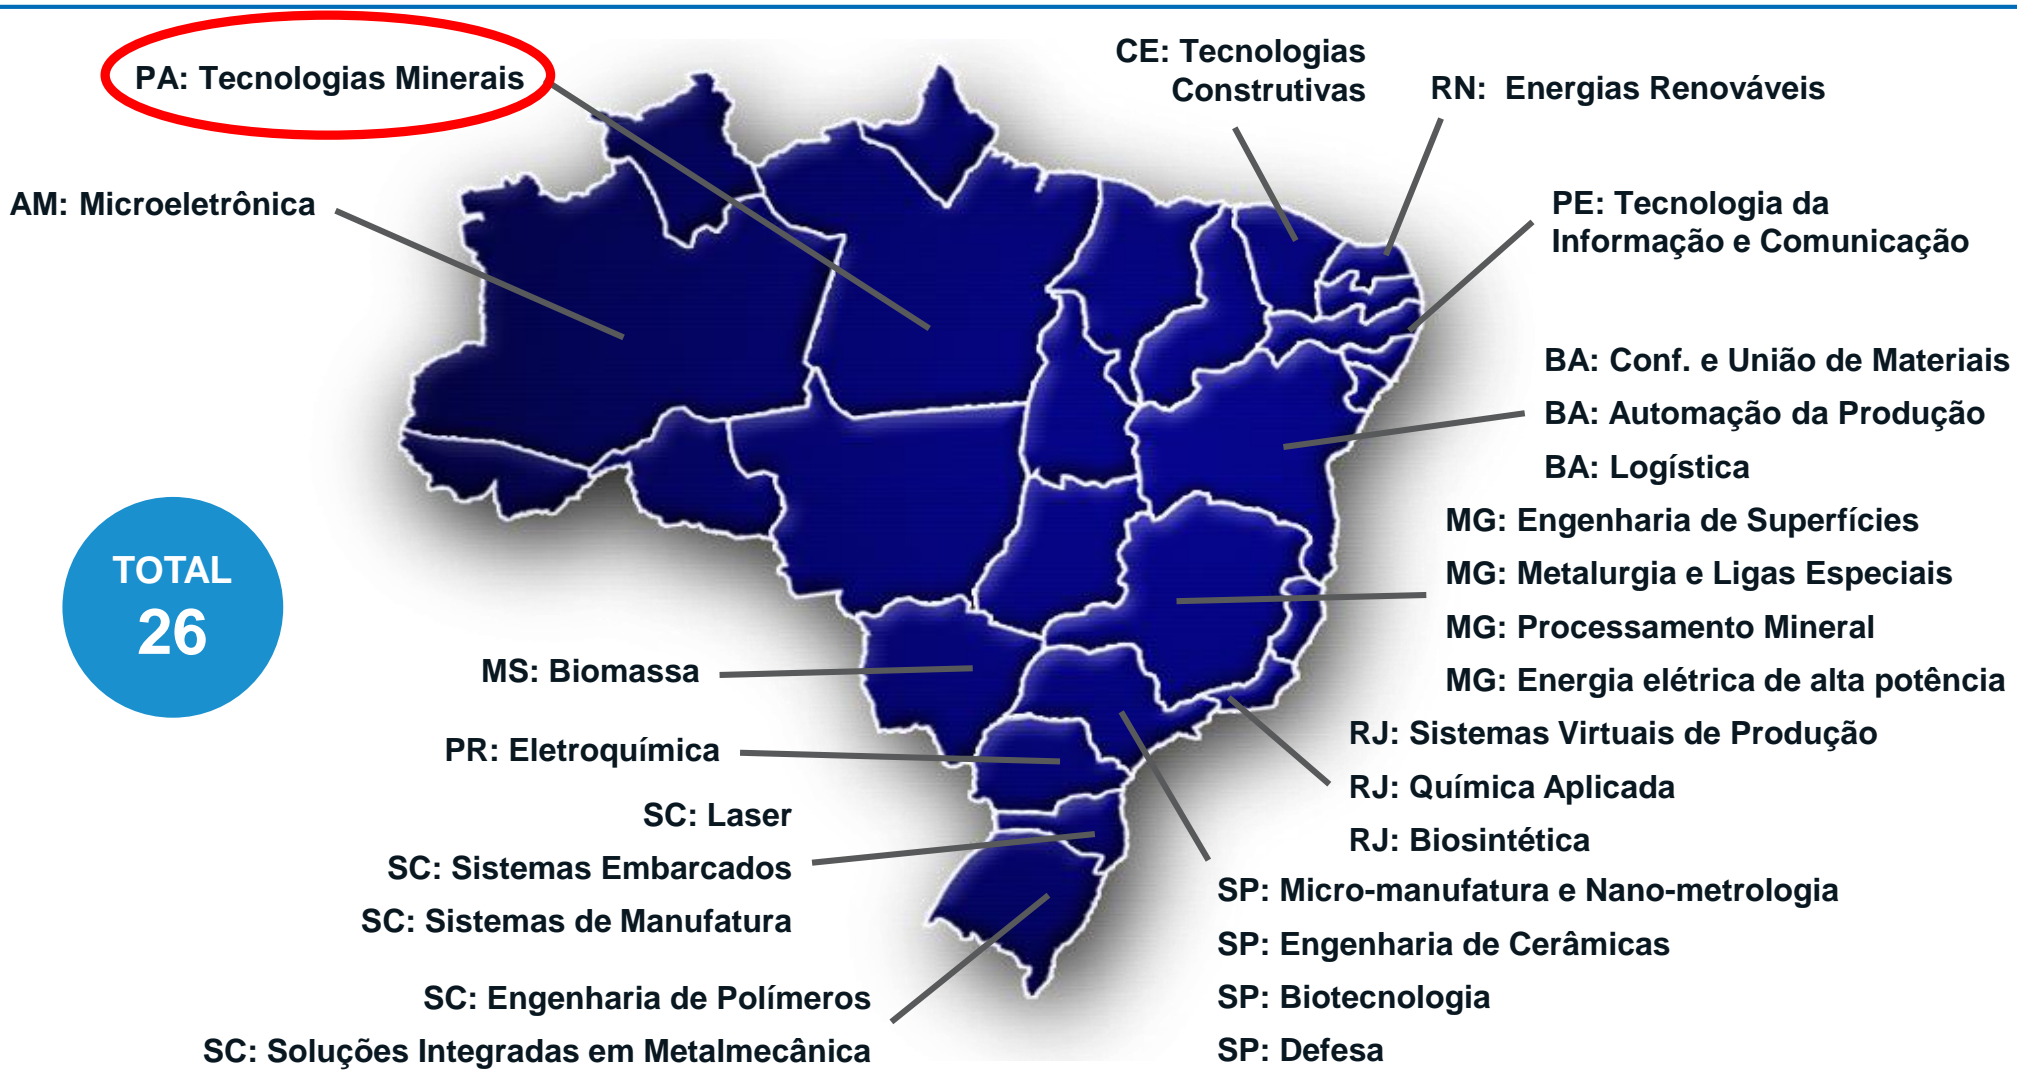 PA: Tecnologias Minerais
CE: Tecnologias
Construtivas
RN: Energias Renováveis
AM: Microeletrônica
PE: Tecnologia da
Informação e Comunicação
BA: Conf. e União de Materiais
BA: Automação da Produção
BA: Logística
MG: Engenharia de Superfícies
MG: Metalurgia e Ligas Especiais
MG: Processamento Mineral
MG: Energia elétrica de alta potência
TOTAL
26
MS: Biomassa
PR: Eletroquímica
RJ: Sistemas Virtuais de Produção
RJ: Química Aplicada
RJ: Biosintética
SC: Laser
SC: Sistemas Embarcados
SC: Sistemas de Manufatura
SP: Micro-manufatura e Nano-metrologia
SP: Engenharia de Cerâmicas
SP: Biotecnologia
SP: Defesa
SC: Engenharia de Polímeros
SC: Soluções Integradas em Metalmecânica